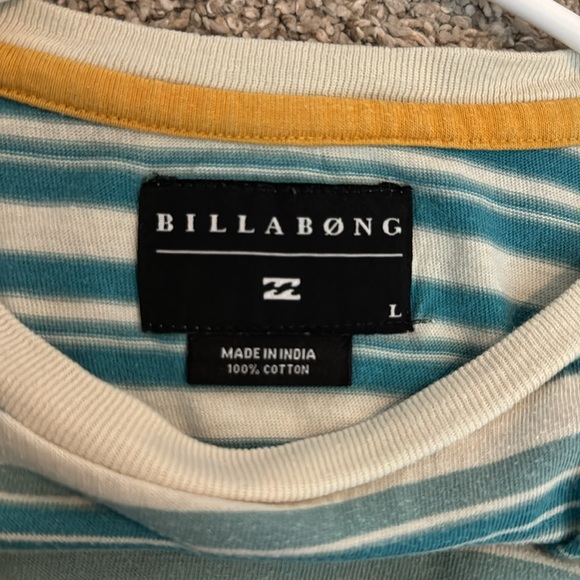 BILLABØNG
L
MADE IN INDIA
100% COTTON